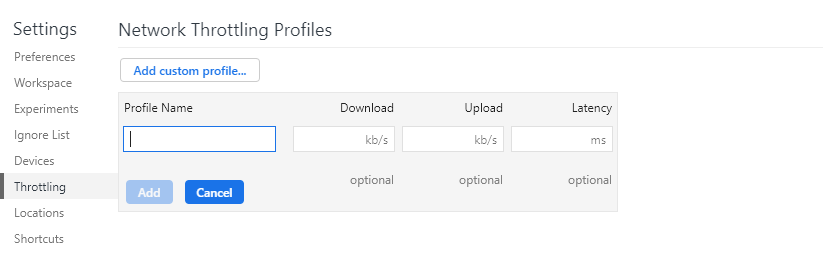 Settings
Preferences
Workspace
Experiments
Ignore List
Devices
Throttling
Locations
Shortcuts
Network Throttling Profiles
Add custom profile...
Profile Name Download Upload Latency
kb/s kb/s ms
optional optional optional
Add Cancel